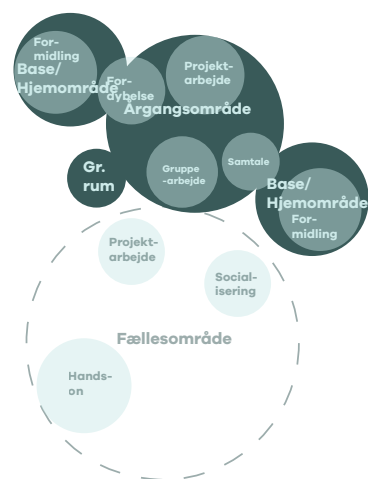 For-
midling
Base/
Hjemområde
For-
dybelse
Projekt-
arbejde
Årgangsområde
Gr.
rum
Gruppe
-arbejde
Samtale
Base/
Hjemområde
For-
midling
Projekt-
arbejde
Social-
isering
Fællesområde
Hands-
on